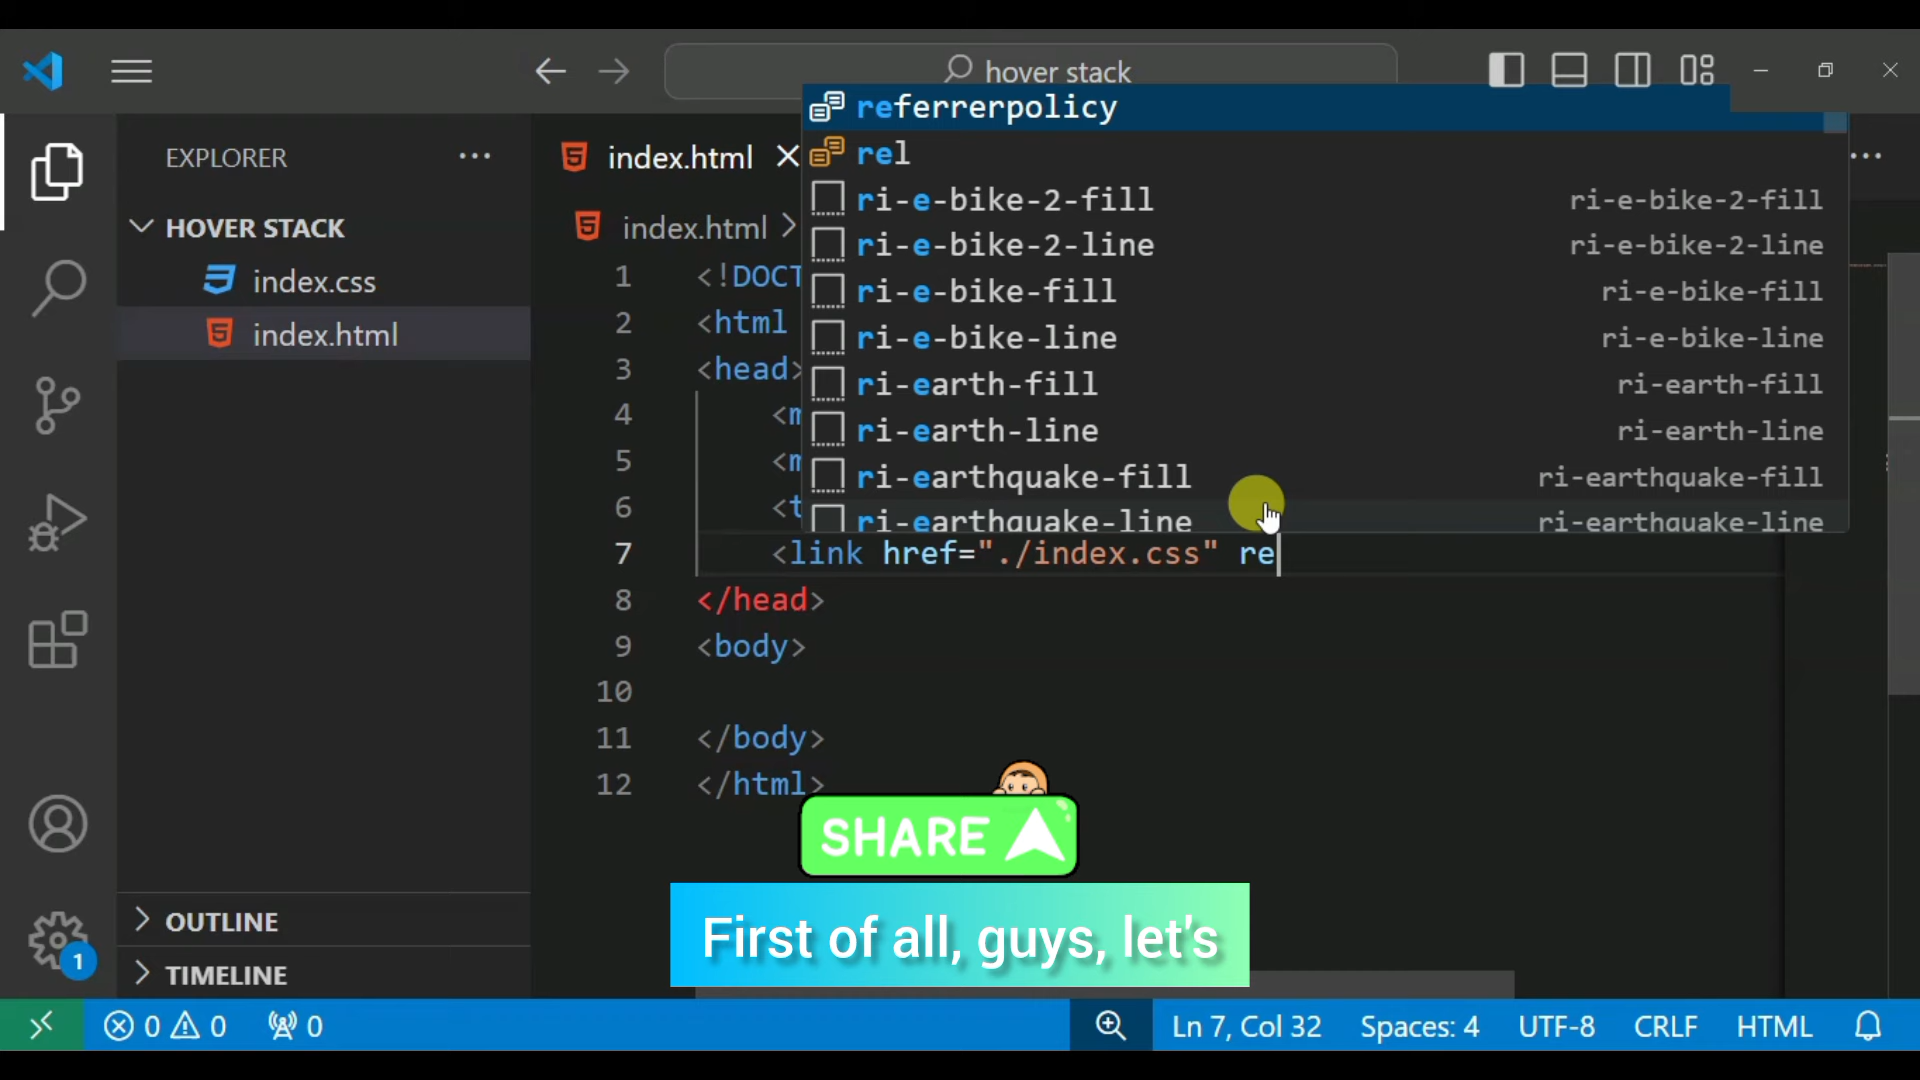 hover stack
EXPLORER
HOVER STACK
index.css
index.html
OUTLINE
TIMELINE
1
index.html
index.html >
referrerpolicy
rel
ri-e-bike-2-fill ri-e-bike-2-fill
ri-e-bike-2-line ri-e-bike-2-line
ri-e-bike-fill ri-e-bike-fill
ri-e-bike-line ri-e-bike-line
ri-earth-fill ri-earth-fill
ri-earth-line ri-earth-line
ri-earthquake-fill ri-earthquake-fill
ri-earthquake-line ri-earthquake-line
1 <!DOCT
2 <html
3 <head>
4 <m
5 <m
6 <t
7 <link href="./index.css" re
8 </head>
9 <body>
10
11 </body>
12 </html>
SHARE
First of all, guys, let's
0 0 0 Ln 7, Col 32 Spaces: 4 UTF-8 CRLF HTML